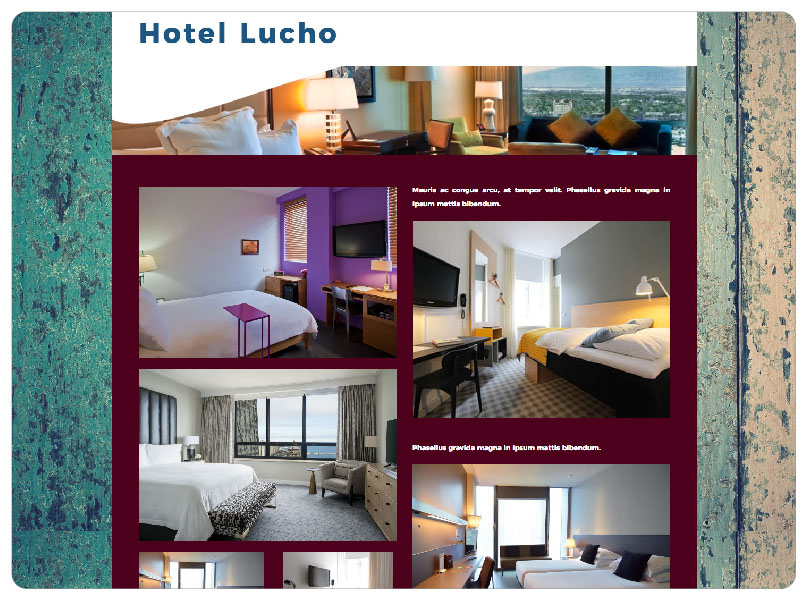 Hotel Lucho
Mauris ac congue arcu, at tempor velit. Phasellus gravida magna in
ipsum mattis bibendum.
Phasellus gravida magna in ipsum mattis bibendum.